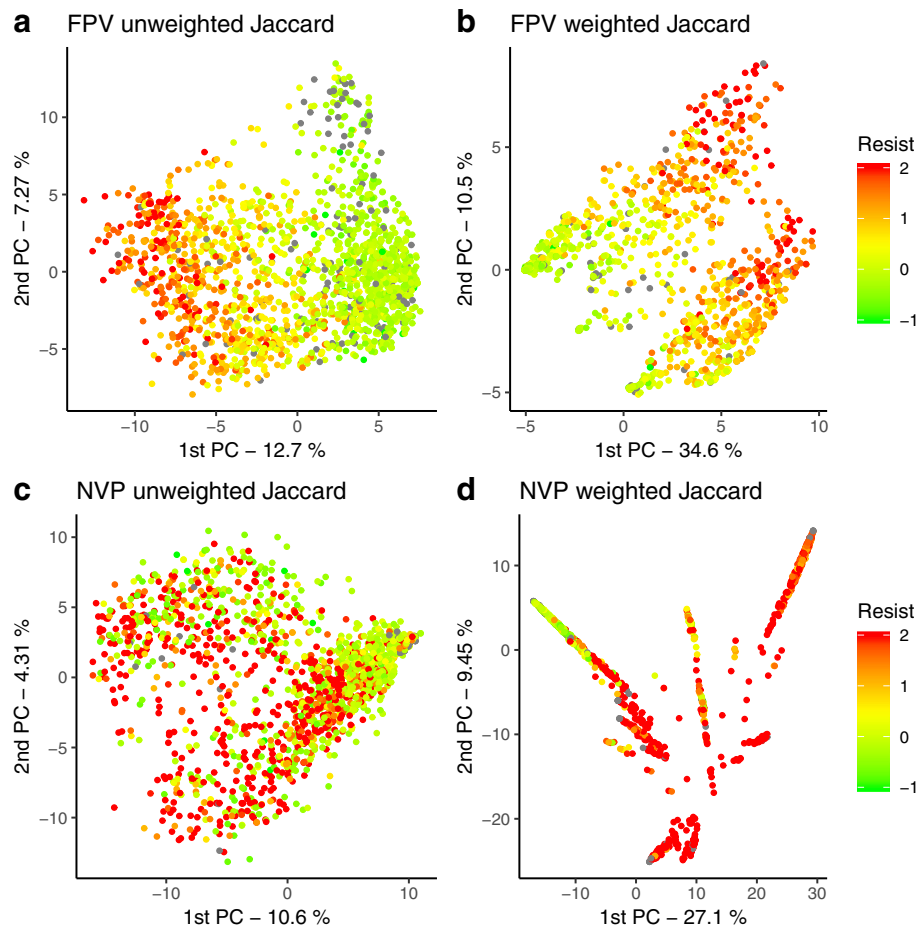 a FPV unweighted Jaccard
10
5
0
−5
2nd PC − 7.27 %
−10 −5 0 5
1st PC − 12.7 %
b FPV weighted Jaccard
5
0
−5
2nd PC − 10.5 %
−5 0 5 10
1st PC − 34.6 %
Resist
2
1
0
−1
c NVP unweighted Jaccard
10
5
0
−5
−10
2nd PC − 4.31 %
−10 0 10
1st PC − 10.6 %
d NVP weighted Jaccard
10
0
−10
−20
2nd PC − 9.45 %
−10 0 10 20 30
1st PC − 27.1 %
Resist
2
1
0
−1